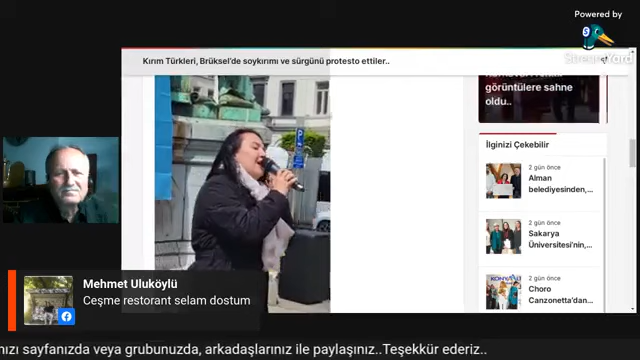 Powered by
StreamYard
Kırım Türkleri, Brüksel'de soykırımı ve sürgünü protesto ettiler..
görüntülere sahne
oldu..
İlginizi Çekebilir
2 gün önce
Alman
belediyesinden,...
2 gün önce
Sakarya
Üniversitesi'nin,...
2 gün önce
Choro
Canzonetta'dan...
Mehmet Uluköylü
Ceşme restorant selam dostum
nızı sayfanızda veya grubunuzda, arkadaşlarınız ile paylaşınız..Teşekkür ederiz..